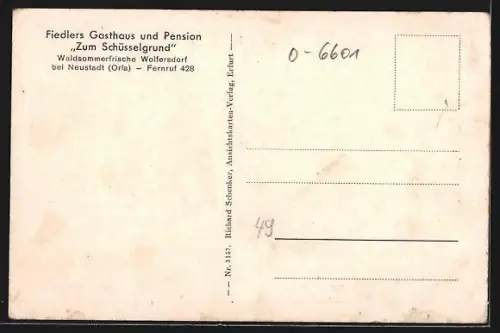 Fiedlers Gasthaus und Pension
„Zum Schüsselgrund"
Waldsommerfrische Wolfersdorf
bei Neustadt (Orla) – Fernruf 428
Nr. 3157. Richard Schenker, Ansichtskarten-Verlag, Erfurt
0-6601
49